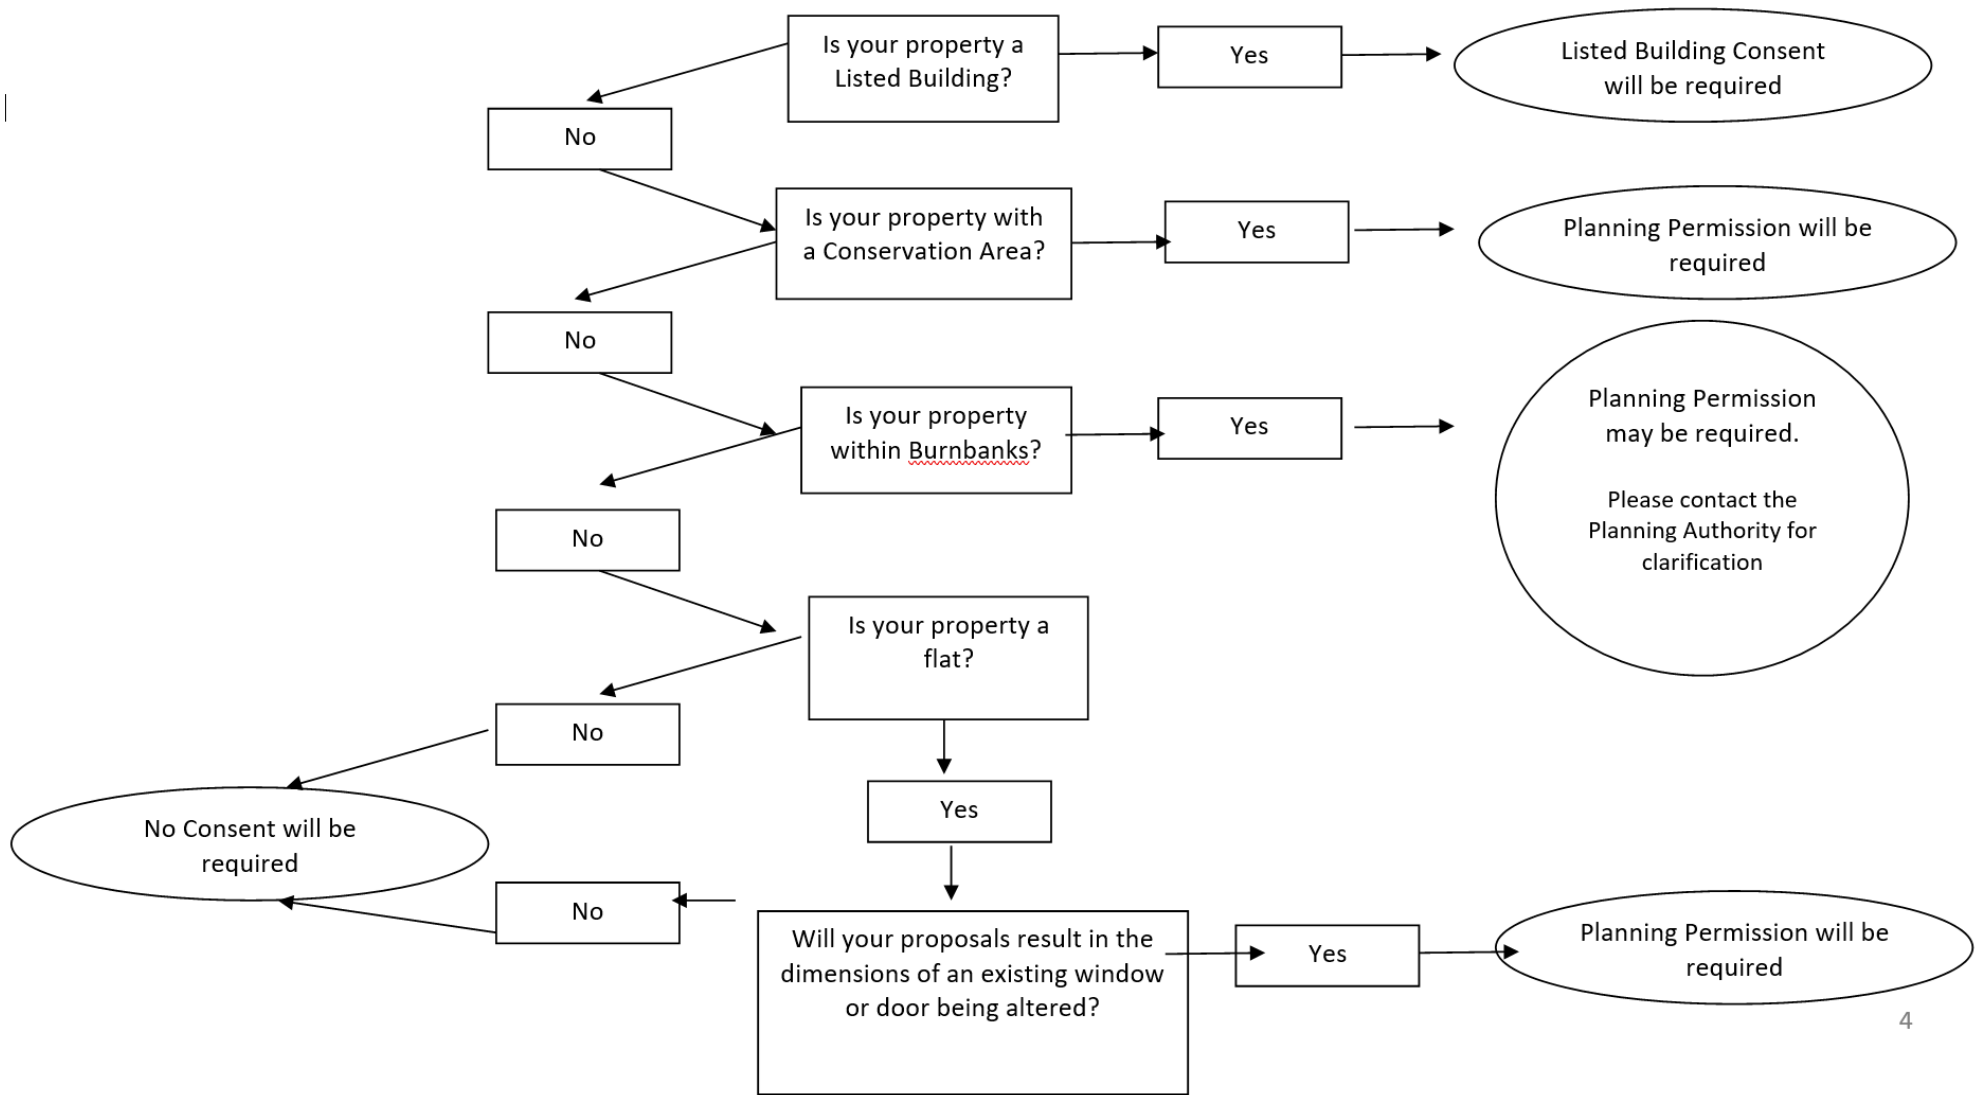 Is your property a
Listed Building?
Yes
Listed Building Consent
will be required
No
Is your property with
a Conservation Area?
Yes
Planning Permission will be
required
No
Is your property
within Burnbanks?
Yes
Planning Permission
may be required.
Please contact the
Planning Authority for
clarification
No
Is your property a
flat?
No
Yes
No Consent will be
required
No
Will your proposals result in the
dimensions of an existing window
or door being altered?
Yes
Planning Permission will be
required
4